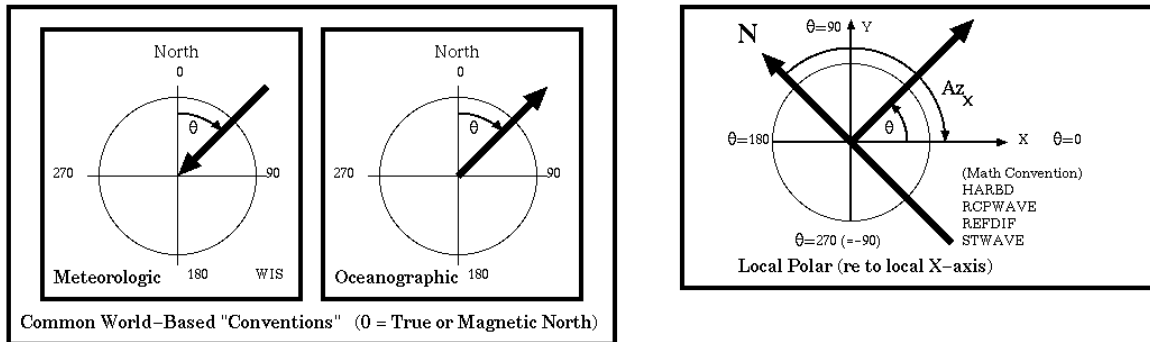 North
0
θ
270
90
180
Meteorologic
WIS
North
0
θ
270
90
180
Oceanographic
Common World-Based "Conventions" (0 = True or Magnetic North)
N
θ=90
Y
Az
X
θ
θ=180
X
θ=0
(Math Convention)
HARBD
RCPWAVE
REFDIF
STWAVE
θ=270 (=-90)
Local Polar (re to local X-axis)